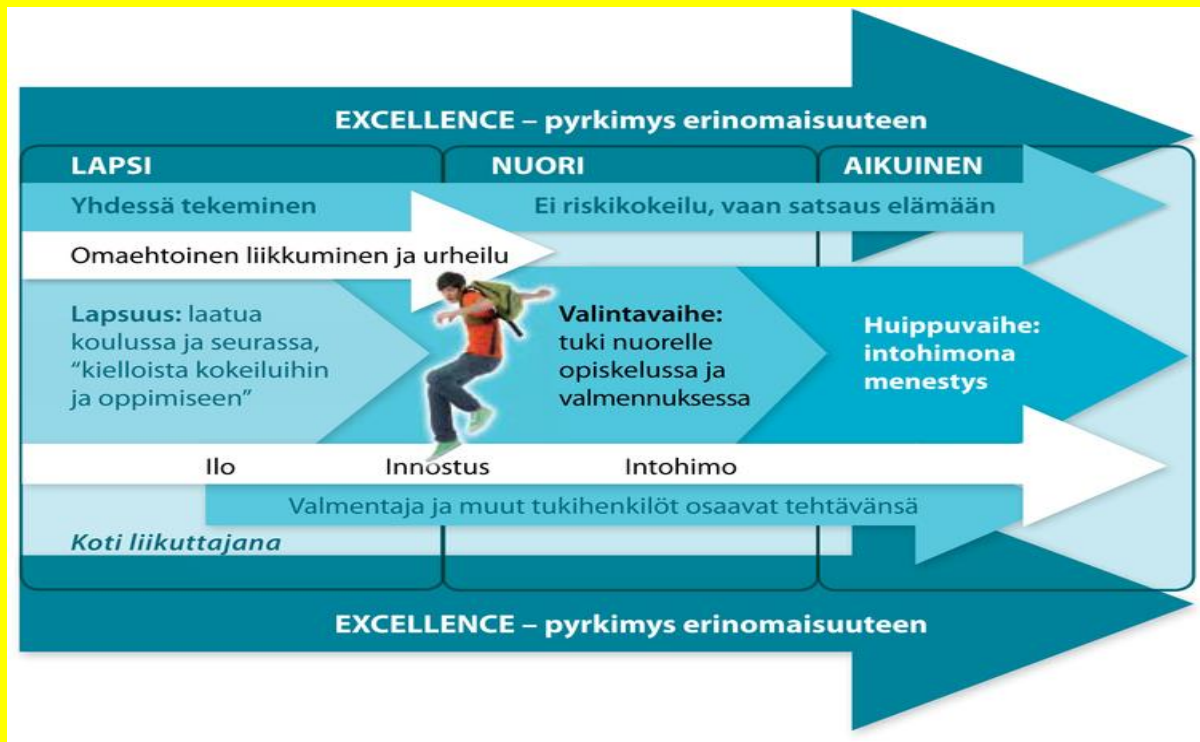 EXCELLENCE – pyrkimys erinomaisuuteen
LAPSI
NUORI
AIKUINEN
Yhdessä tekeminen
Ei riskikokeilu, vaan satsaus elämään
Omaehtoinen liikkuminen ja urheilu
Lapsuus: laatua
koulussa ja seurassa,
“kielloista kokeiluihin
ja oppimiseen”
Valintavaihe:
tuki nuorelle
opiskelussa ja
valmennuksessa
Huippuvaihe:
intohimona
menestys
Ilo
Innostus
Intohimo
Valmentaja ja muut tukihenkilöt osaavat tehtävänsä
Koti liikuttajana
EXCELLENCE – pyrkimys erinomaisuuteen